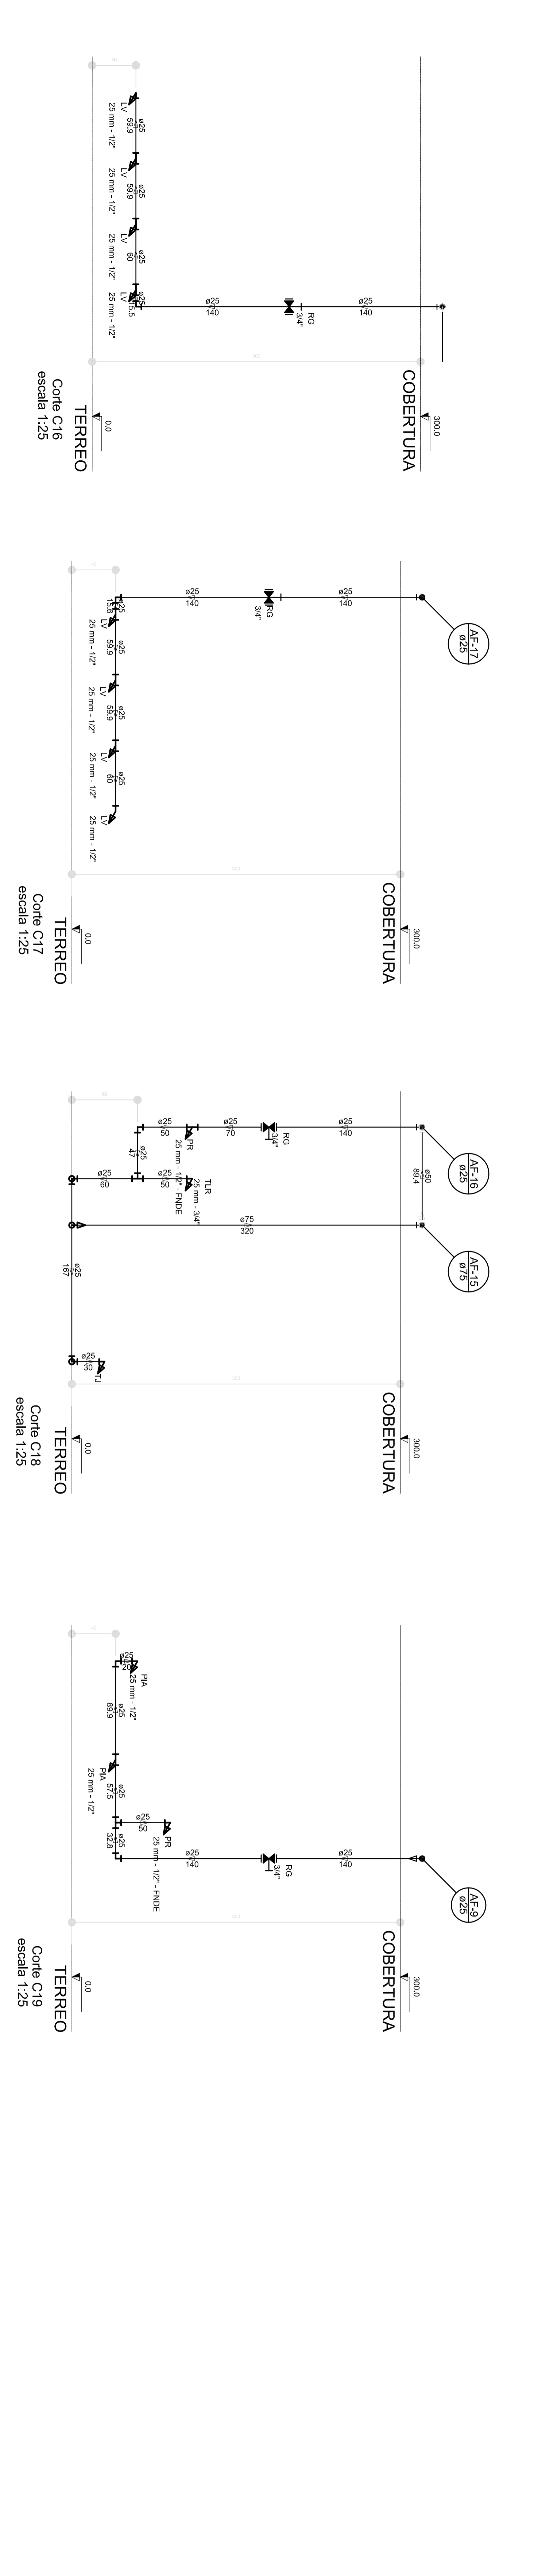 ø25
59.9
LV
25 mm - 1/2"
ø25
59.9
LV
25 mm - 1/2"
ø25
60
LV
25 mm - 1/2"
ø25
15.5
LV
25 mm - 1/2"
ø25
140
RG
3/4"
ø25
140
COBERTURA
300.0
TERREO
0.0
Corte C16
escala 1:25
AF-17
ø25
ø25
140
RG
3/4"
ø25
140
ø25
15.6
LV
25 mm - 1/2"
ø25
59.9
LV
25 mm - 1/2"
ø25
59.9
LV
25 mm - 1/2"
ø25
60
LV
25 mm - 1/2"
COBERTURA
300.0
TERREO
0.0
Corte C17
escala 1:25
AF-16
ø25
AF-15
ø75
ø50
89.4
ø25
140
RG
3/4"
ø25
70
ø25
50
PR
25 mm - 1/2" - FNDE
ø25
47
ø25
50
TLR
25 mm - 3/4"
ø25
60
ø75
320
ø25
167
ø25
30
TJ
COBERTURA
300.0
TERREO
0.0
Corte C18
escala 1:25
ø25
20
PIA
25 mm - 1/2"
ø25
89.9
PIA
25 mm - 1/2"
ø25
57.5
ø25
50
PR
25 mm - 1/2" - FNDE
ø25
32.8
ø25
140
RG
3/4"
ø25
140
AF-9
ø25
COBERTURA
300.0
TERREO
0.0
Corte C19
escala 1:25